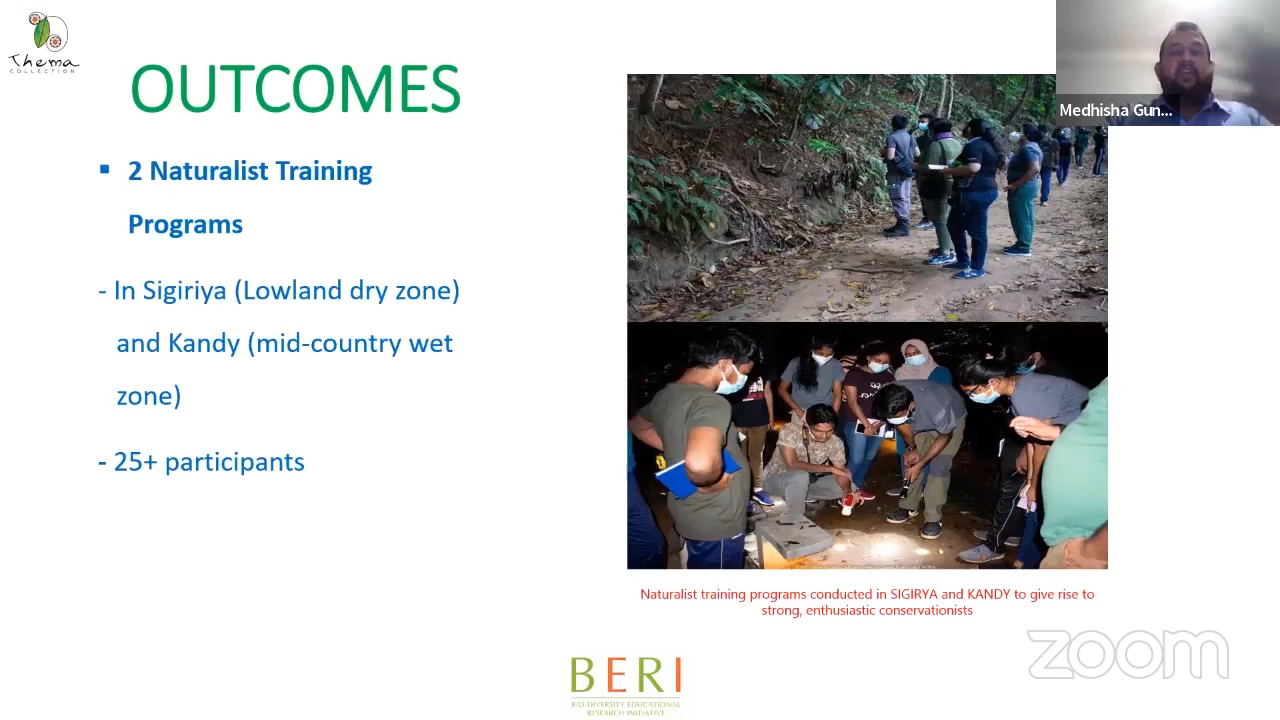 Thema
COLLECTION
OUTCOMES
▪ 2 Naturalist Training
Programs
- In Sigiriya (Lowland dry zone)
and Kandy (mid-country wet
zone)
- 25+ participants
Medhisha Gun...
Naturalist training programs conducted in SIGIRYA and KANDY to give rise to
strong, enthusiastic conservationists
zoom
BERI
BIO-DIVERSITY EDUCATIONAL
RESEARCH INITIATIVE